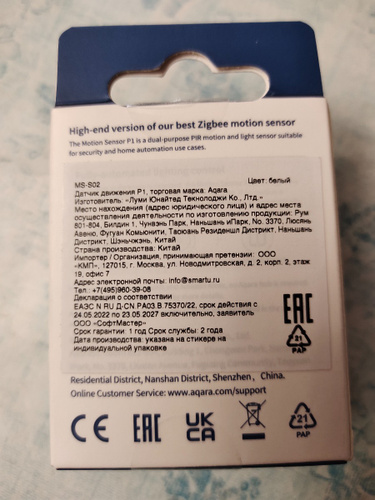 High-end version of our best Zigbee motion sensor
The Motion Sensor P1 is a dual-purpose PIR motion and light sensor suitable
for security and home automation use cases.
MS-S02 Цвет: белый
Датчик движения P1, торговая марка: Aqara
Изготовитель: «Луми Юнайтед Текнолоджи Ко., Лтд.»
Место нахождения (адрес юридического лица) и адрес места
осуществления деятельности по изготовлению продукции: Рум
801-804, Билдин 1, Чунвэнь Парк, Наньшань иПарк, No. 3370, Люсянь
Авеню, Фугуан Комьюнити, Таоюань Резиденшл Дистрикт, Наньшань
Дистрикт, Шэньчжэнь, Китай
Страна производства: Китай
Импортер / Организация, принимающая претензии: ООО
«КМП», 127015, г. Москва, ул. Новодмитровская, д. 2, корп. 2, этаж
19, офис 7
Адрес электронной почты: info@smartu.ru
Тел.: +7(495)960-39-08
Декларация о соответствии
ЕАЭС N RU Д-CN.РА03.В.75370/22, срок действия с
24.05.2022 по 23.05.2027 включительно, заявитель
ООО «СофтМастер»
Срок гарантии: 1 год Срок службы: 2 года
Дата производства: указана на стикере на
индивидуальной упаковке
EAC
21
PAP
Residential District, Nanshan District, Shenzhen, China.
Online Customer Service: www.aqara.com/support
CE EAC UK CA 21
PAP